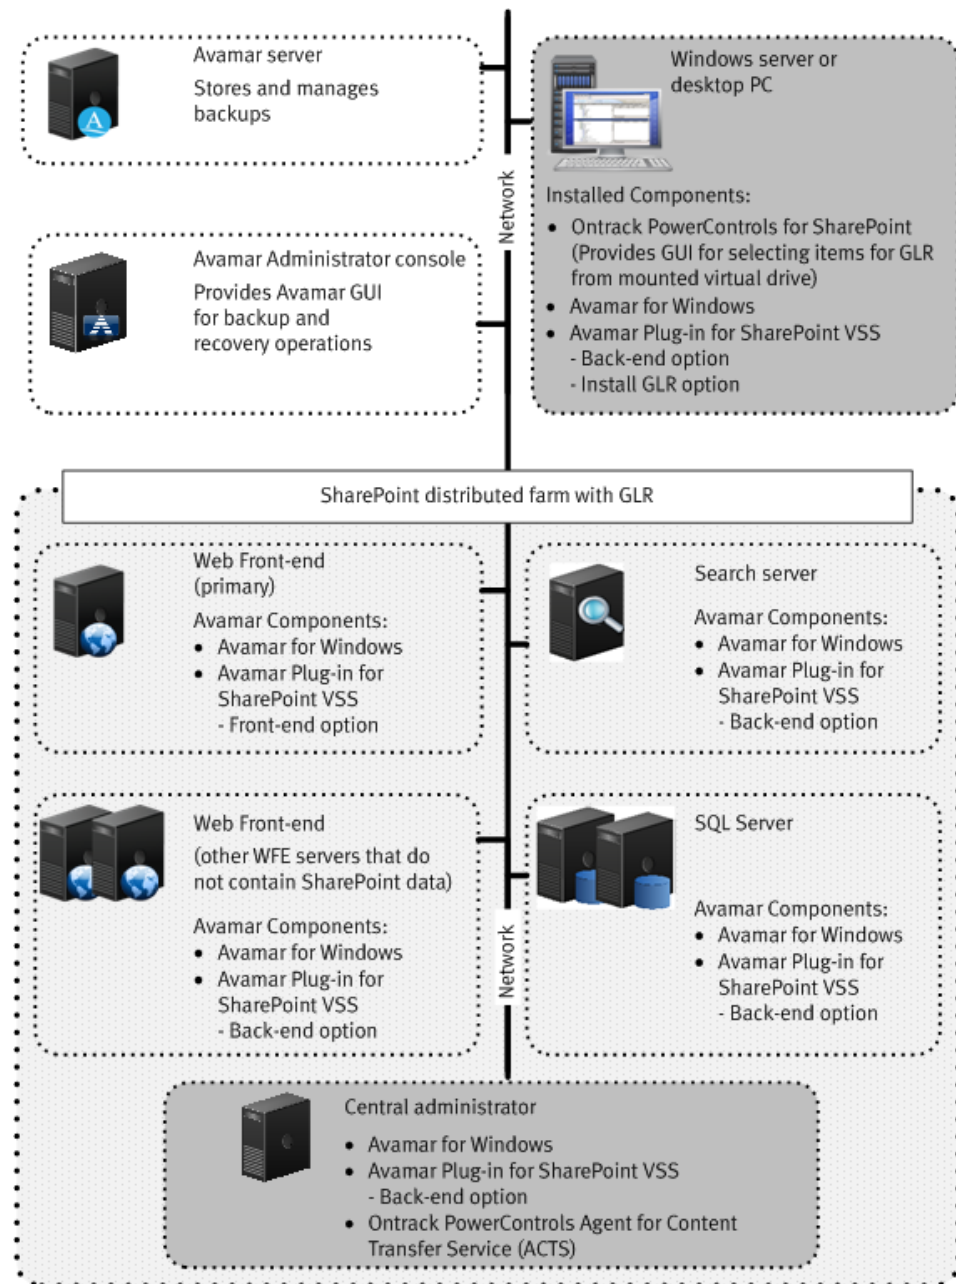 Avamar server
Stores and manages
backups
Windows server or
desktop PC
Network
Installed Components:
• Ontrack PowerControls for SharePoint
(Provides GUI for selecting items for GLR
from mounted virtual drive)
• Avamar for Windows
• Avamar Plug-in for SharePoint VSS
- Back-end option
- Install GLR option
Avamar Administrator console
Provides Avamar GUI
for backup and
recovery operations
SharePoint distributed farm with GLR
Web Front-end
(primary)
Avamar Components:
• Avamar for Windows
• Avamar Plug-in for
SharePoint VSS
- Front-end option
Search server
Avamar Components:
• Avamar for Windows
• Avamar Plug-in for
SharePoint VSS
- Back-end option
Web Front-end
(other WFE servers that do
not contain SharePoint data)
Avamar Components:
• Avamar for Windows
• Avamar Plug-in for
SharePoint VSS
- Back-end option
SQL Server
Avamar Components:
• Avamar for Windows
• Avamar Plug-in for
SharePoint VSS
- Back-end option
Network
Central administrator
• Avamar for Windows
• Avamar Plug-in for SharePoint VSS
- Back-end option
• Ontrack PowerControls Agent for Content
Transfer Service (ACTS)